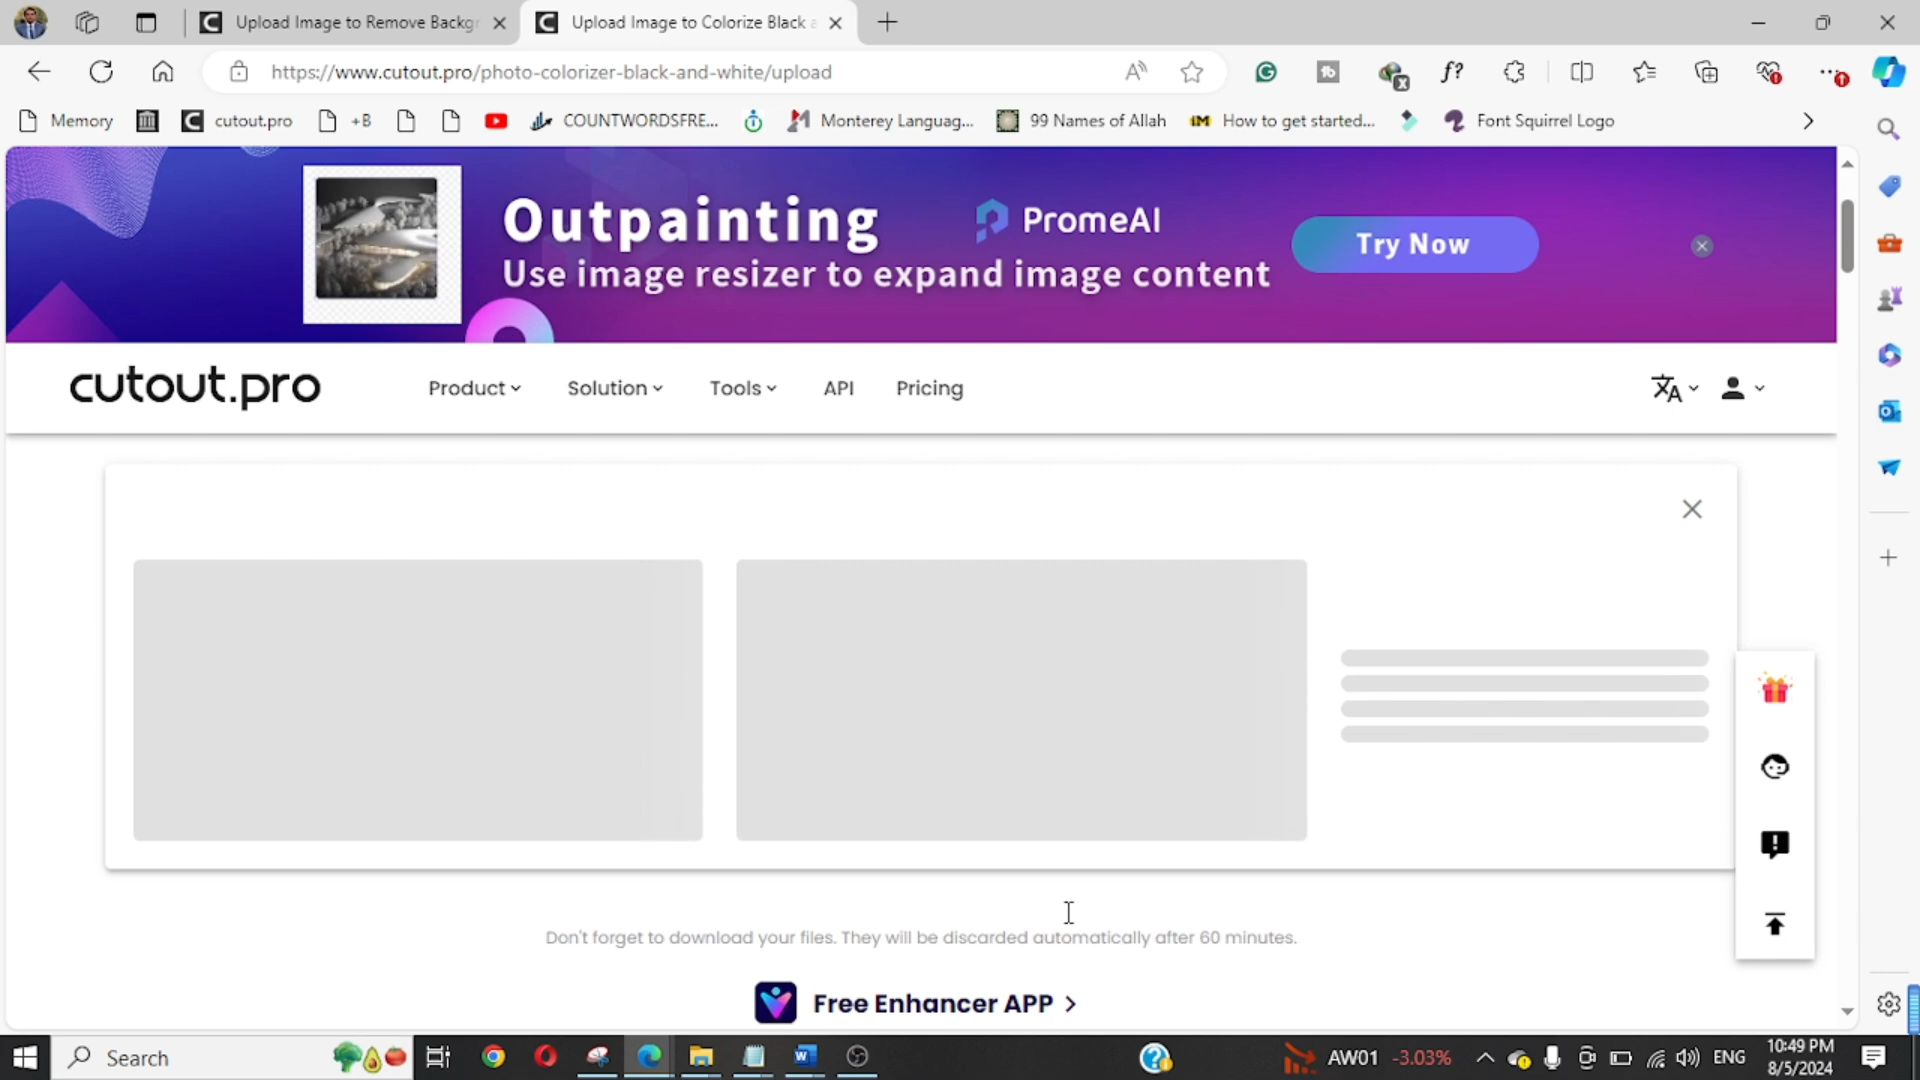 Upload Image to Remove Backgr
Upload Image to Colorize Black a
https://www.cutout.pro/photo-colorizer-black-and-white/upload
Memory
cutout.pro
+B
COUNTWORDSFRE...
Monterey Languag...
99 Names of Allah
How to get started...
Font Squirrel Logo
Outpainting
PromeAI
Try Now
Use image resizer to expand image content
cutout.pro
Product
Solution
Tools
API
Pricing
Don't forget to download your files. They will be discarded automatically after 60 minutes.
Free Enhancer APP >
Search
AW01 -3.03%
ENG
10:49 PM
8/5/2024